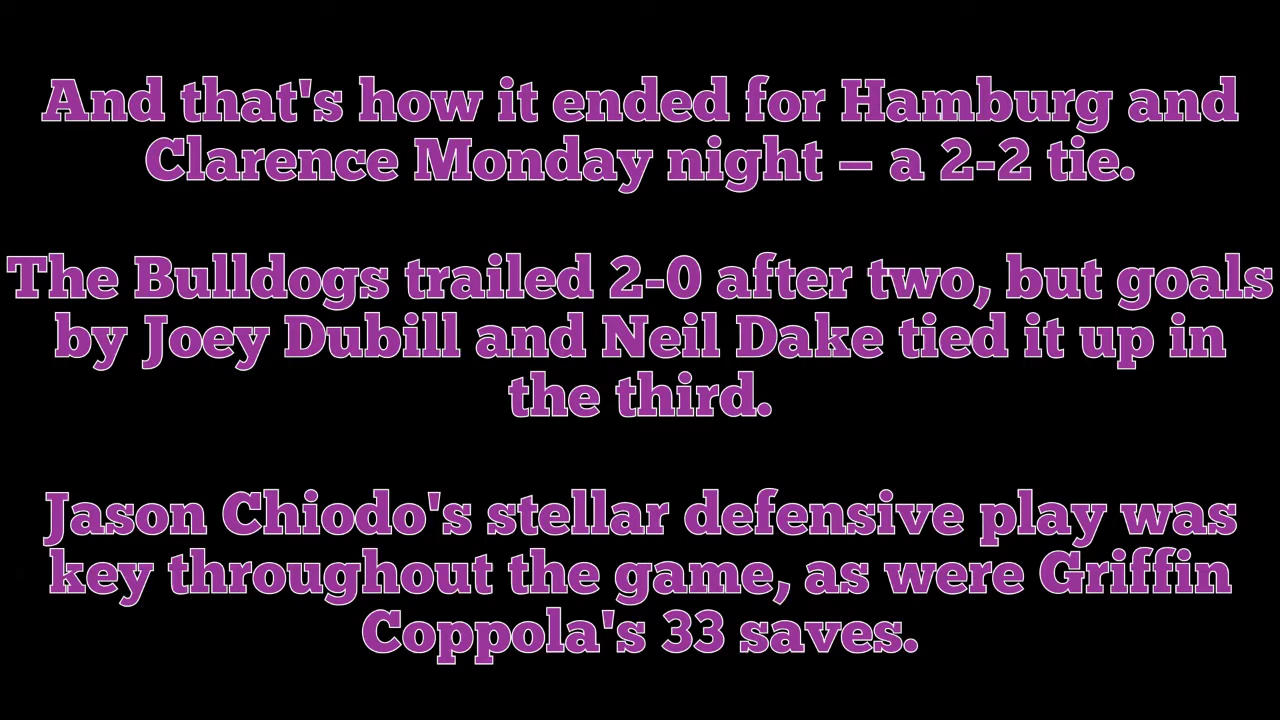 And that's how it ended for Hamburg and
Clarence Monday night – a 2-2 tie.
The Bulldogs trailed 2-0 after two, but goals
by Joey Dubill and Neil Dake tied it up in
the third.
Jason Chiodo's stellar defensive play was
key throughout the game, as were Griffin
Coppola's 33 saves.